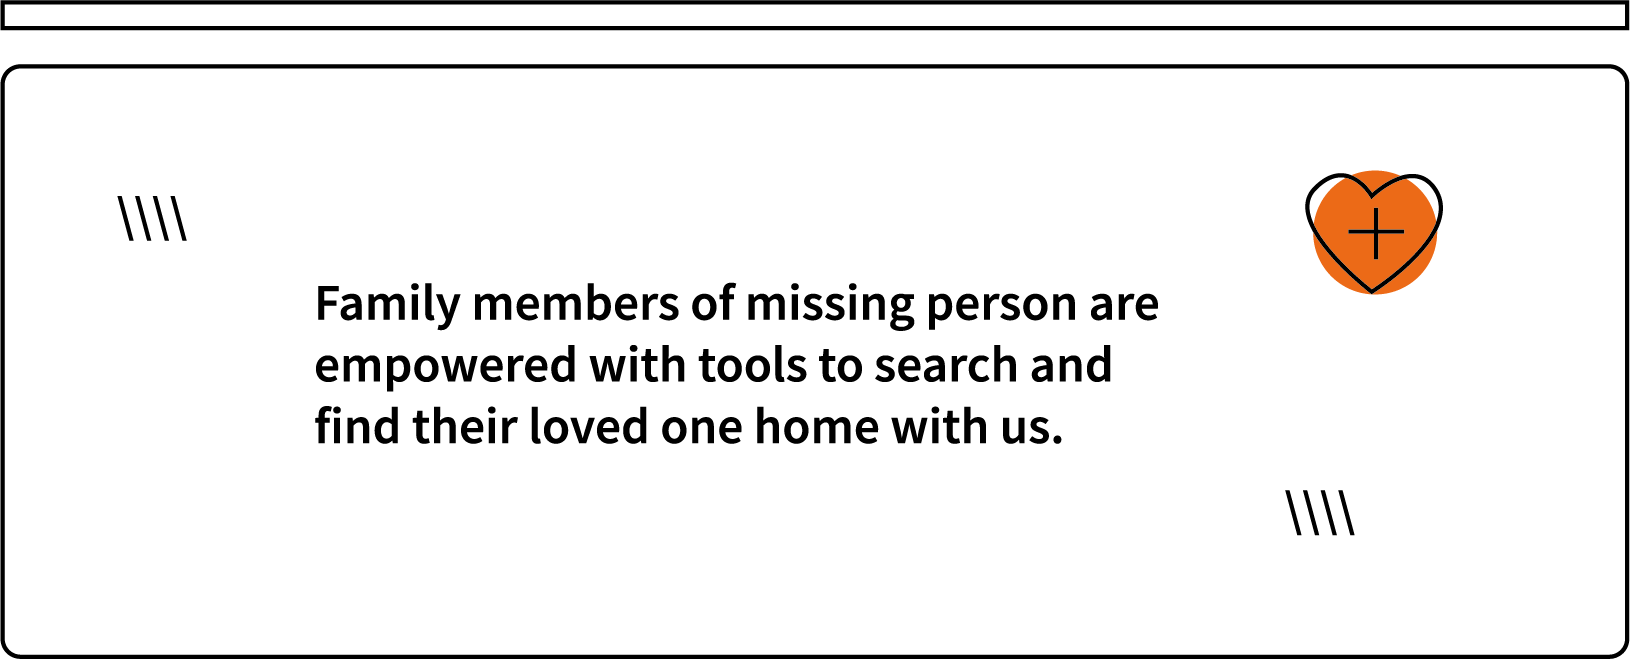 Family members of missing person are
empowered with tools to search and
find their loved one home with us.